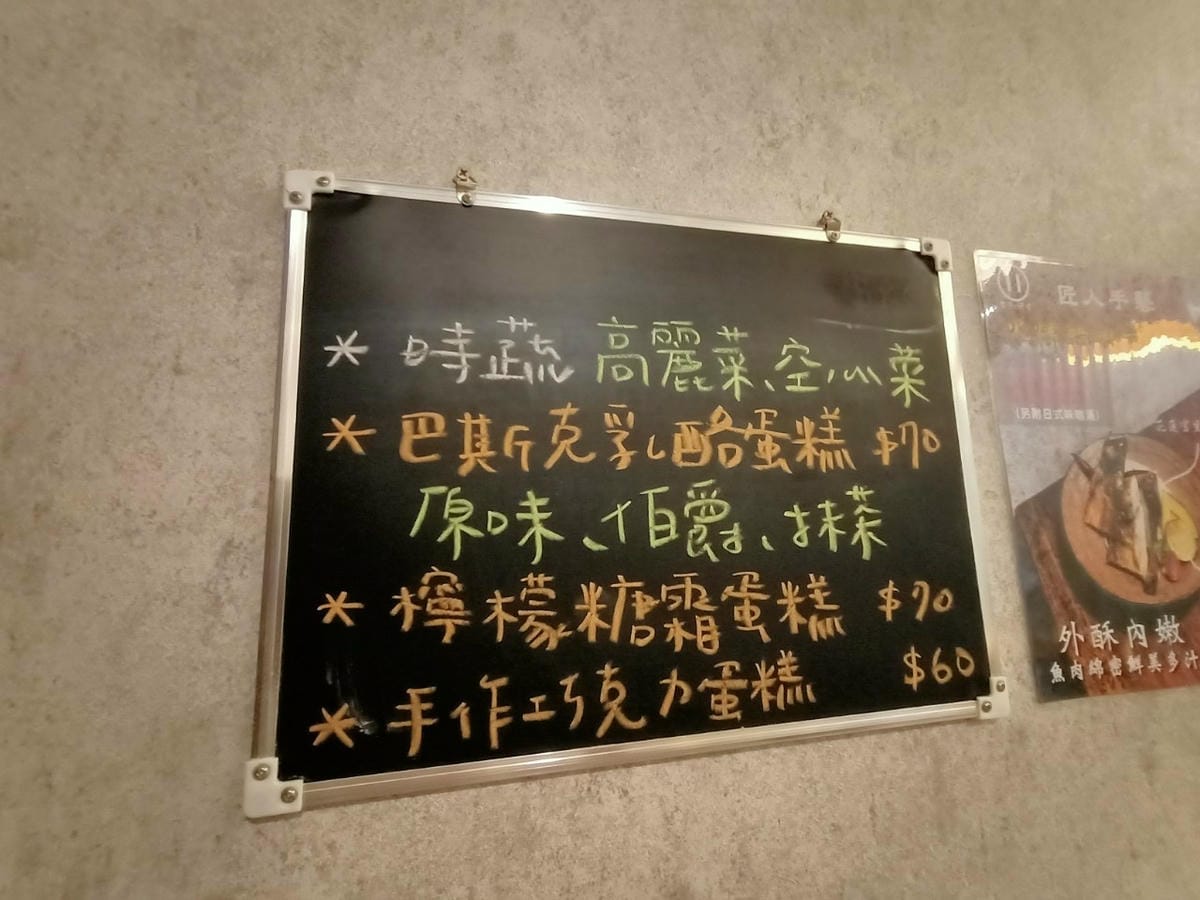 * 時蔬 高麗菜、空心菜
* 巴斯克乳酪蛋糕 $70
原味、伯爵、抹茶
* 檸檬糖霜蛋糕 $70
* 手作巧克力蛋糕 $60
11 匠人手藝
外酥內嫩
魚肉綿密鮮美多汁